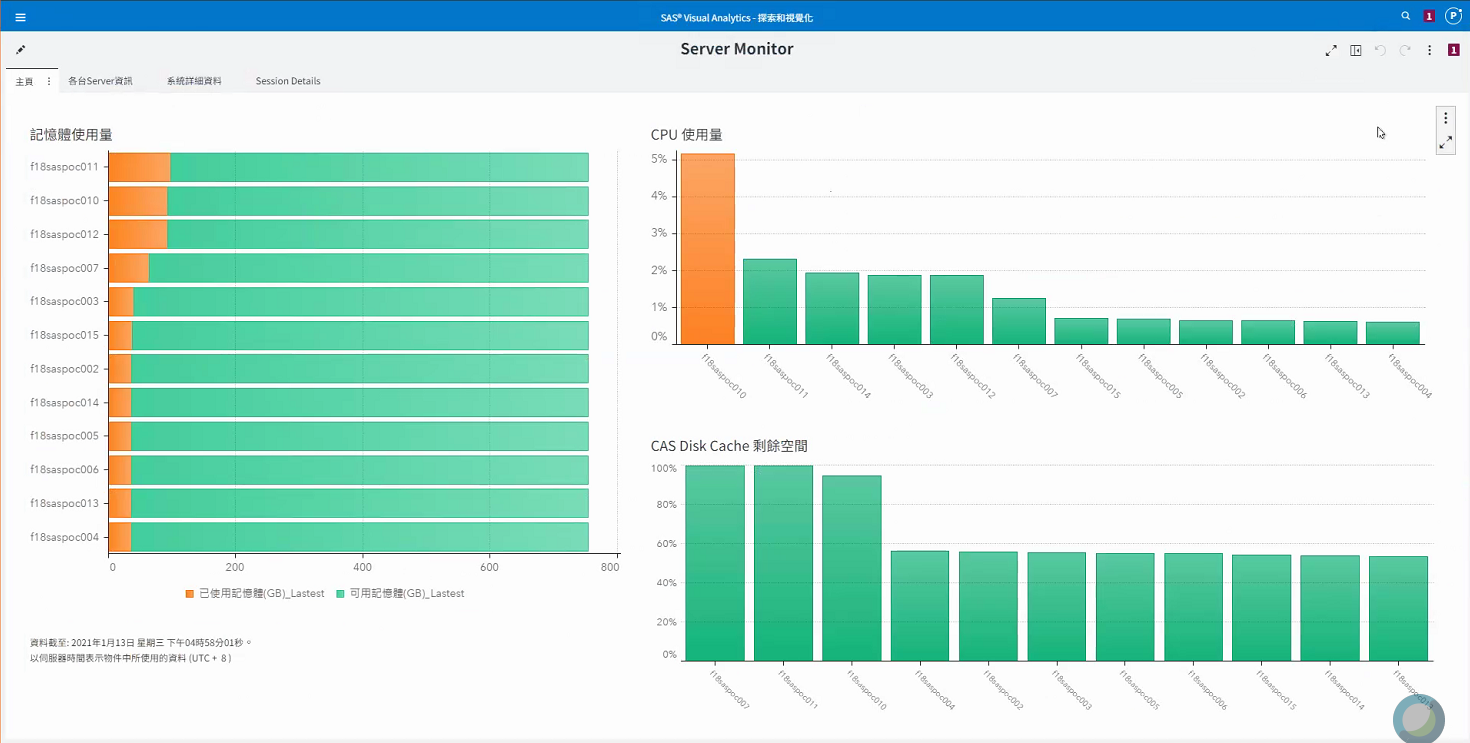 SAS® Visual Analytics - 探索和視覺化
1
P
Server Monitor
1
主頁
各台Server資訊
系統詳細資料
Session Details
記憶體使用量
f18saspoc011
f18saspoc010
f18saspoc012
f18saspoc007
f18saspoc003
f18saspoc015
f18saspoc002
f18saspoc014
f18saspoc005
f18saspoc006
f18saspoc013
f18saspoc004
0 200 400 600 800
已使用記憶體(GB)_Lastest 可用記憶體(GB)_Lastest
資料截至: 2021年1月13日 星期三 下午04時58分01秒。
以伺服器時間表示物件中所使用的資料 (UTC + 8 )
CPU 使用量
5%
4%
3%
2%
1%
0%
f18saspoc010 f18saspoc011 f18saspoc014 f18saspoc003 f18saspoc012 f18saspoc007 f18saspoc015 f18saspoc005 f18saspoc002 f18saspoc006 f18saspoc013 f18saspoc004
CAS Disk Cache 剩餘空間
100%
80%
60%
40%
20%
0%
f18saspoc007 f18saspoc011 f18saspoc010 f18saspoc004 f18saspoc002 f18saspoc003 f18saspoc005 f18saspoc006 f18saspoc015 f18saspoc014